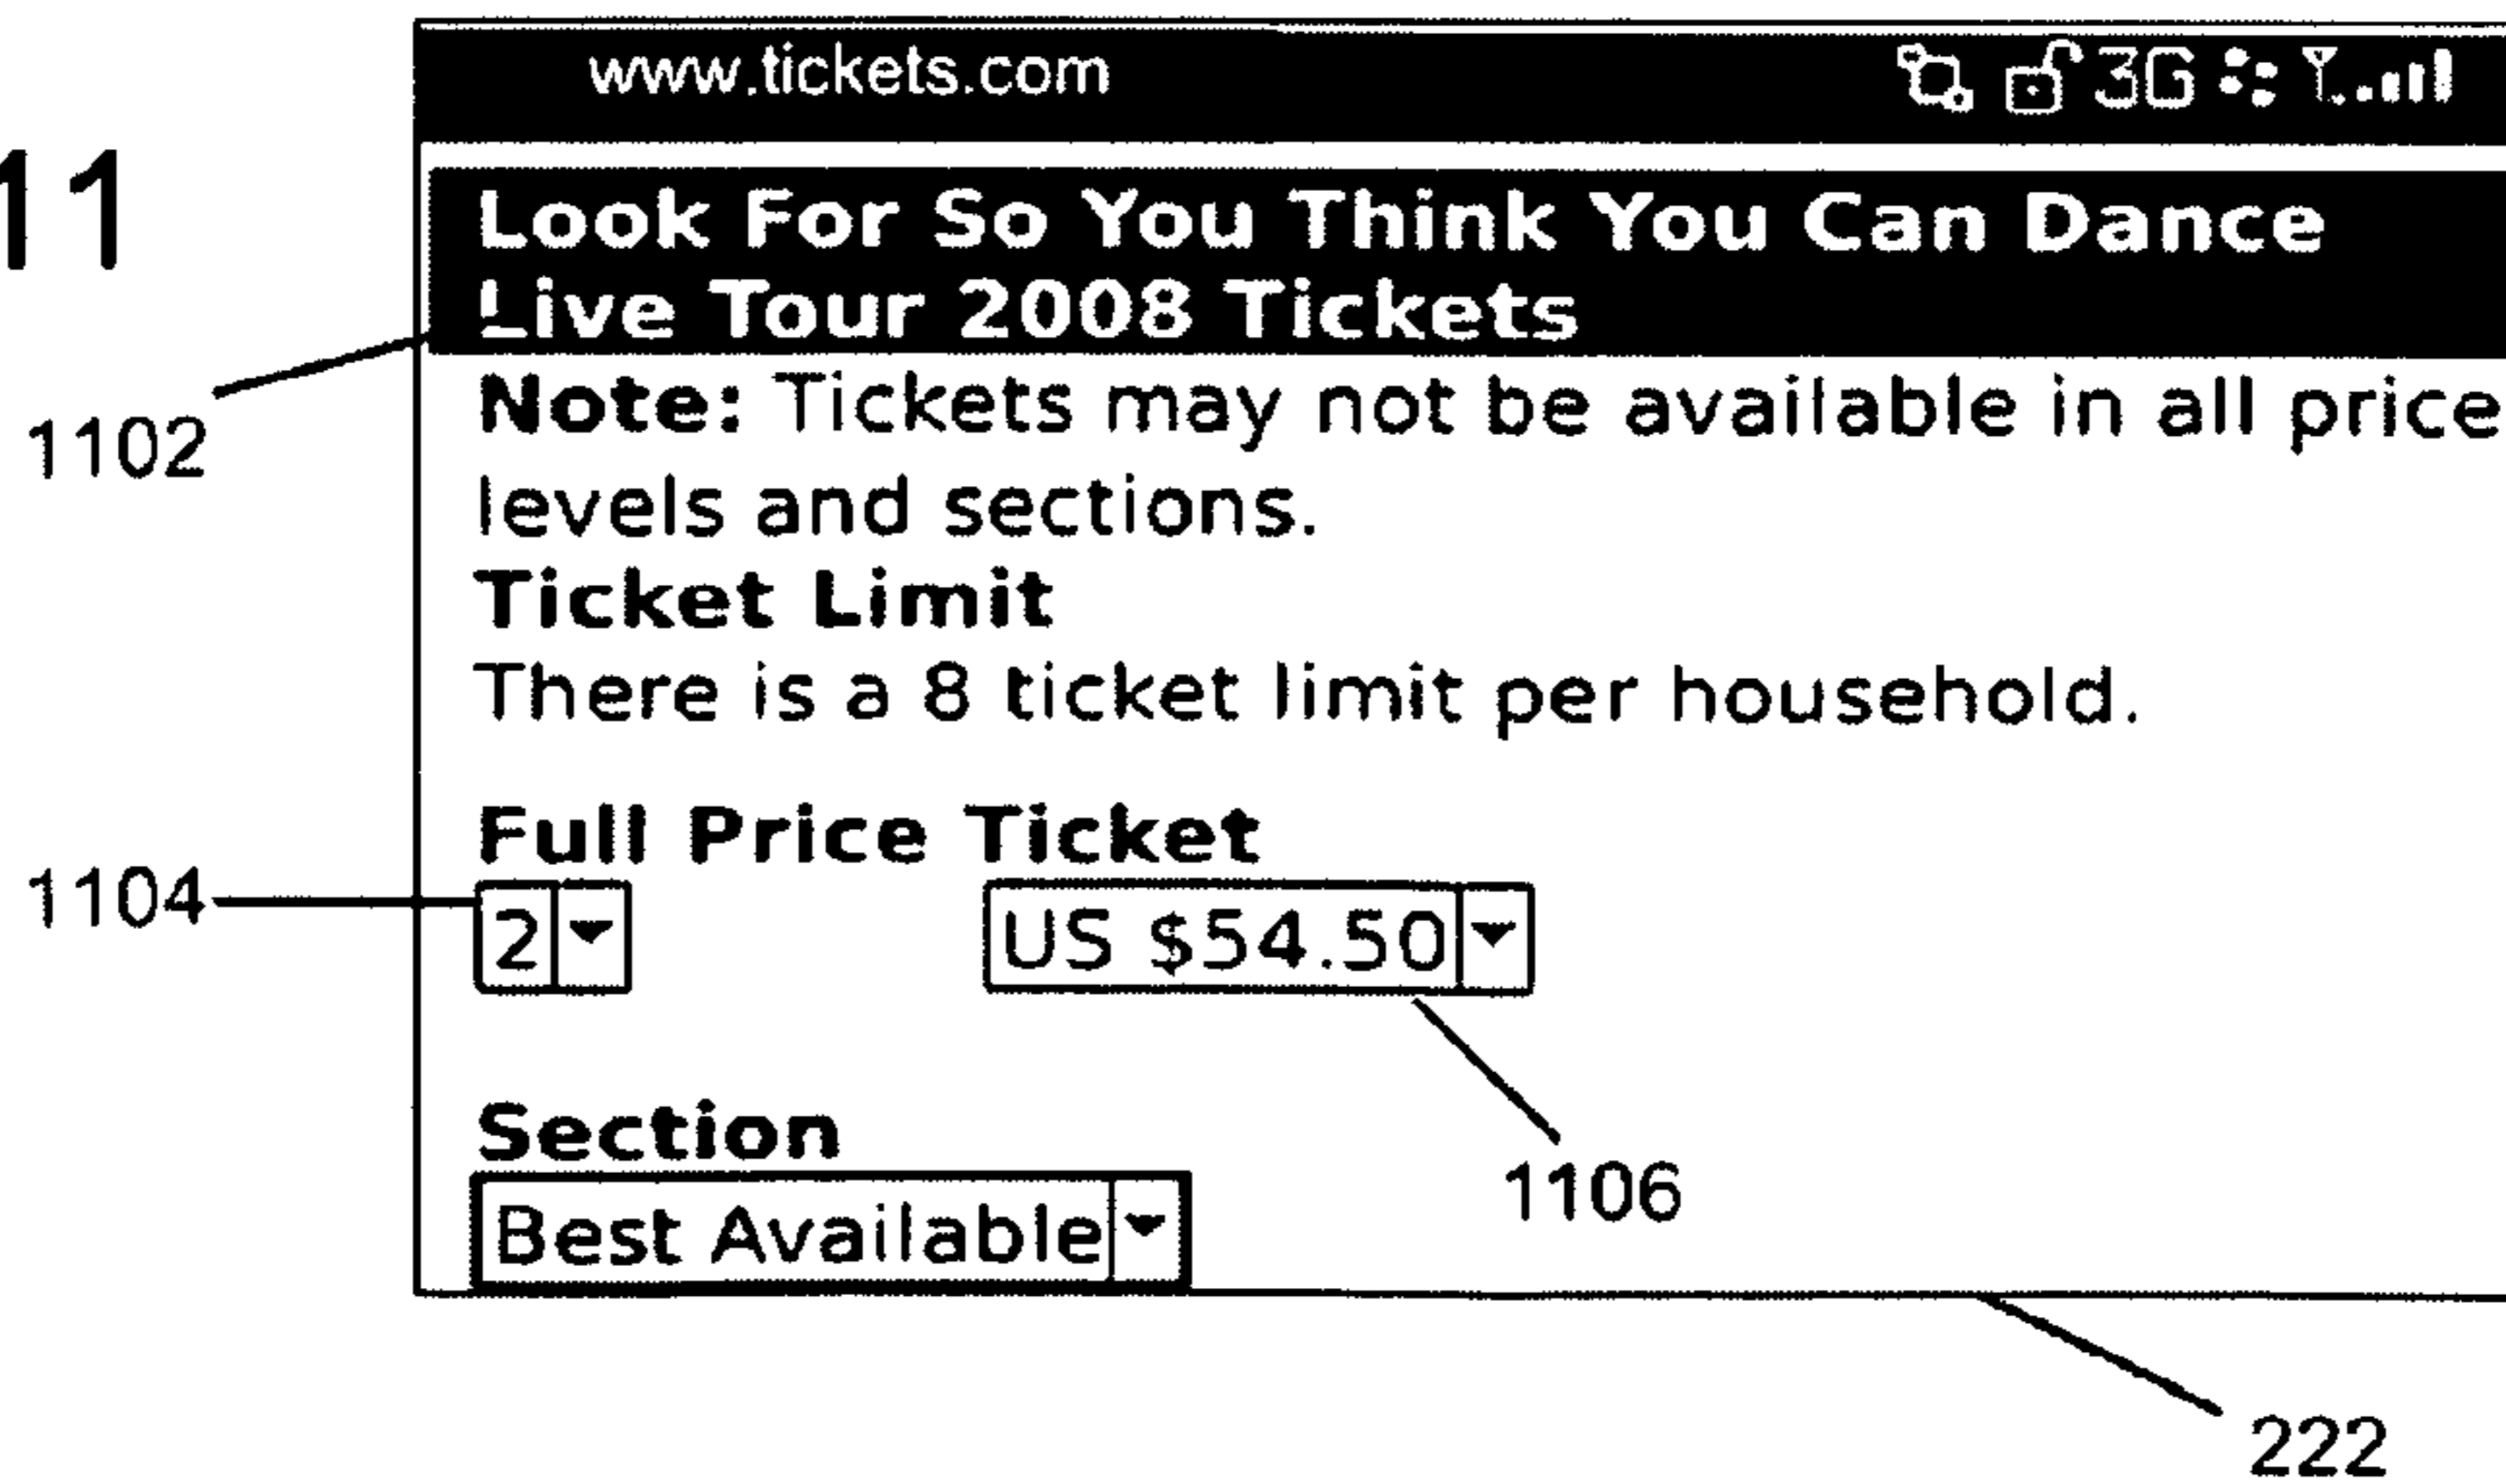 www.tickets.com 3G
11
Look For So You Think You Can Dance
Live Tour 2008 Tickets
1102
Note: Tickets may not be available in all price
levels and sections.
Ticket Limit
There is a 8 ticket limit per household.
Full Price Ticket
1104
2 US $54.50
1106
Section
Best Available
222